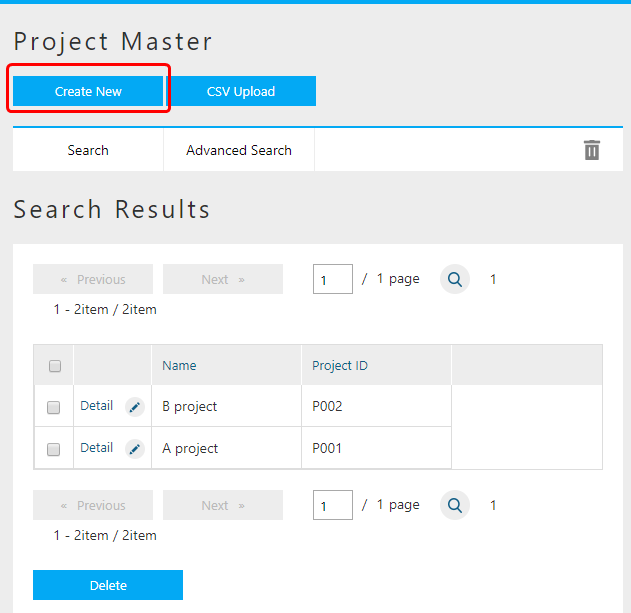 Project Master
Create New CSV Upload
Search Advanced Search
Search Results
« Previous Next » 1 / 1 page 1
1 - 2item / 2item
Name Project ID
Detail B project P002
Detail A project P001
« Previous Next » 1 / 1 page 1
1 - 2item / 2item
Delete